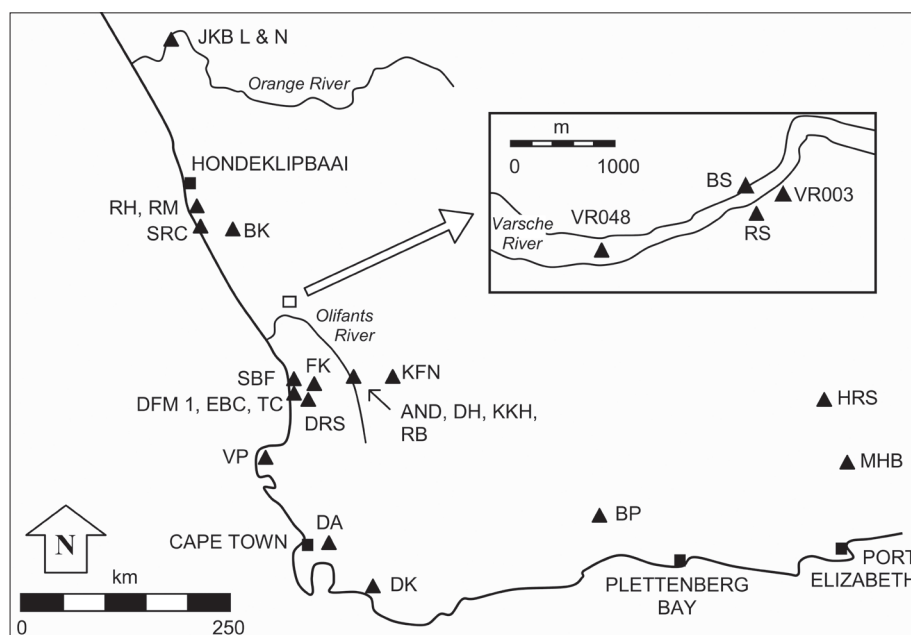 JKB L & N
Orange River
HONDEKLIPBAAI
RH, RM
SRC
BK
m
0 1000
BS
VR003
VR048
RS
Varsche
River
Olifants
River
SBF
FK
KFN
DFM 1, EBC, TC
DRS
AND, DH, KKH,
RB
HRS
VP
MHB
BP
DA
CAPE TOWN
N
DK
PLETTENBERG
BAY
PORT
ELIZABETH
km
0 250